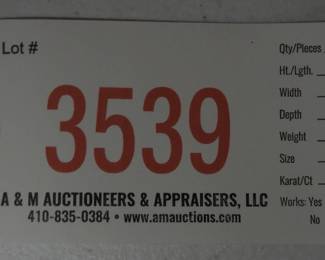 Lot #
3539
A & M AUCTIONEERS & APPRAISERS, LLC
410-835-0384 • www.amauctions.com
Qty/Pieces
Ht./Lgth.
Width
Depth
Weight
Size
Karat/Ct
Works: Yes
No